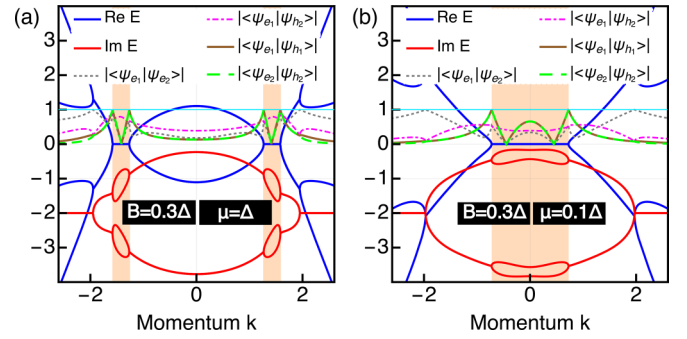 (a)
Re E
|<ψe₁|ψh₂>|
Im E
|<ψe₁|ψh₁>|
|<ψe₁|ψe₂>|
|<ψe₂|ψh₂>|
3
2
1
0
−1
−2
−3
B=0.3Δ
μ=Δ
−2
0
2
Momentum k
(b)
Re E
|<ψe₁|ψh₂>|
Im E
|<ψe₁|ψh₁>|
|<ψe₁|ψe₂>|
|<ψe₂|ψh₂>|
3
2
1
0
−1
−2
−3
B=0.3Δ
μ=0.1Δ
−2
0
2
Momentum k